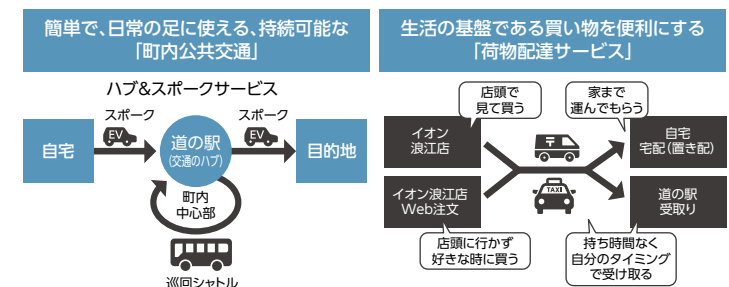 簡単で、日常の足に使える、持続可能な
「町内公共交通」
ハブ&スポークサービス
スポーク
スポーク
EV
EV
自宅
道の駅
(交通のハブ)
目的地
町内
中心部
巡回シャトル
生活の基盤である買い物を便利にする
「荷物配達サービス」
店頭で
見て買う
家まで
運んでもらう
イオン
浪江店
自宅
宅配(置き配)
〒
TAXI
イオン浪江店
Web注文
道の駅
受取り
店頭に行かず
好きな時に買う
持ち時間なく
自分のタイミング
で受け取る